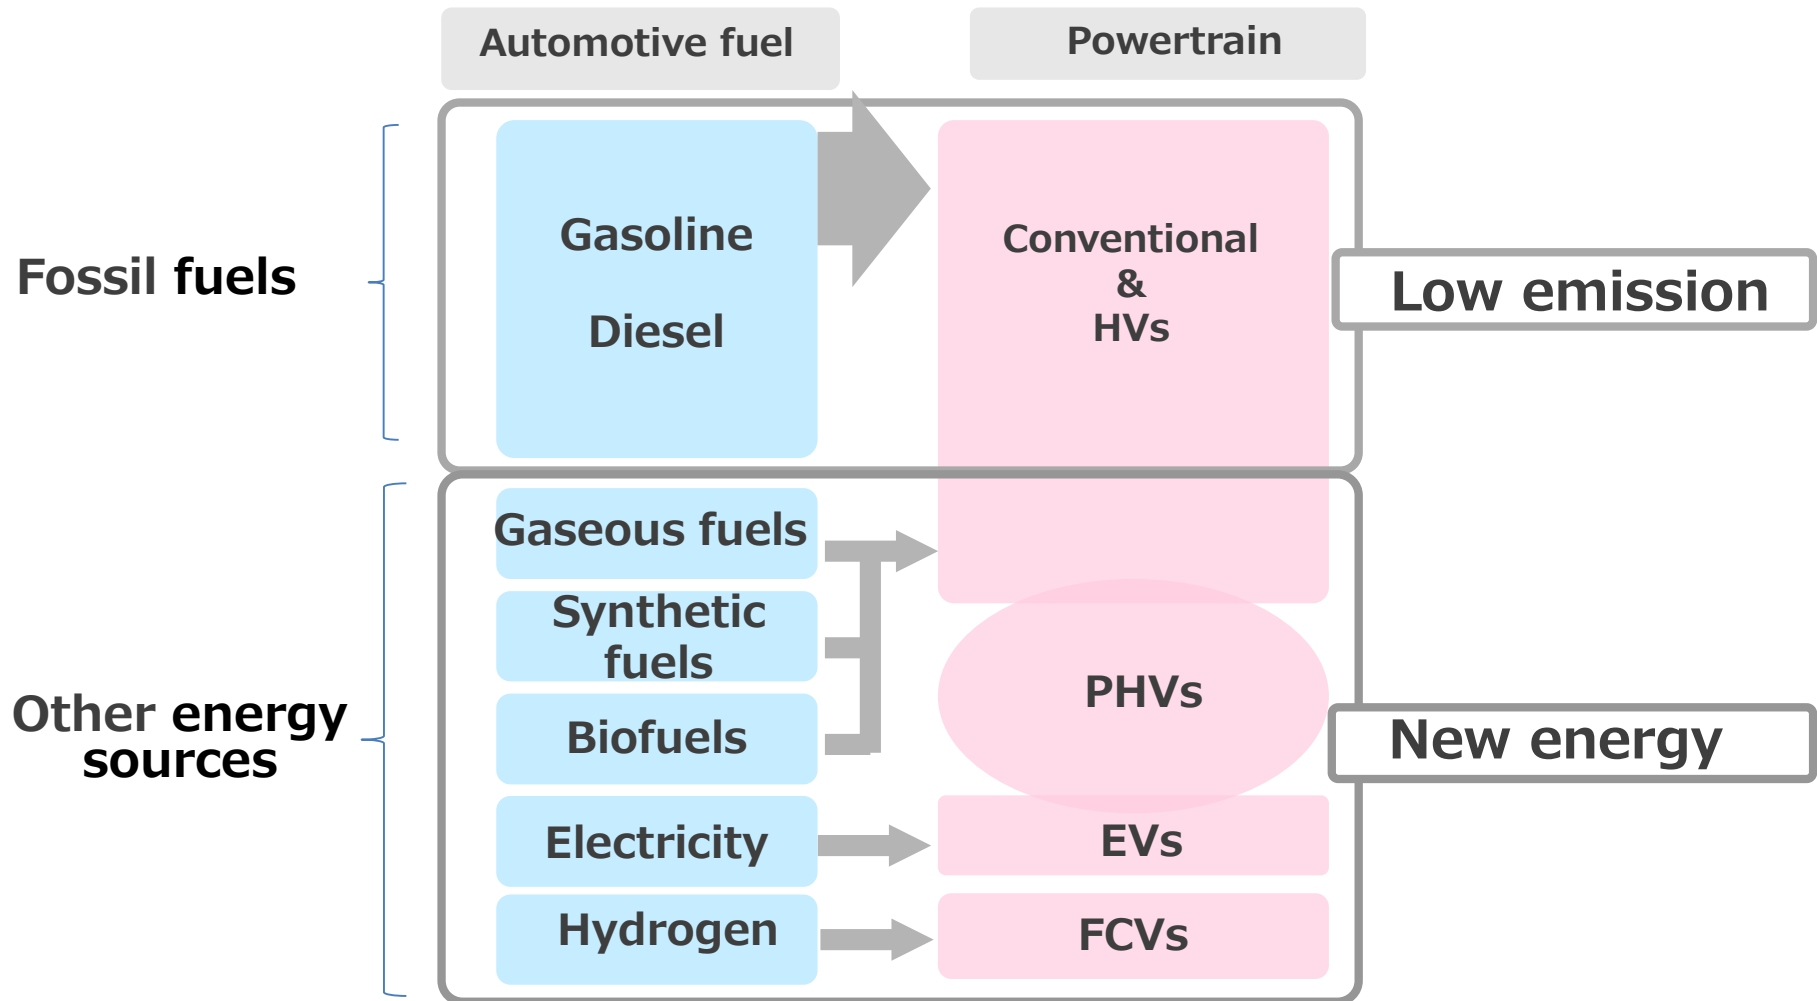 Automotive fuel
Powertrain
Fossil fuels
Gasoline
Diesel
Conventional
&
HVs
Low emission
Other energy
sources
Gaseous fuels
Synthetic
fuels
Biofuels
Electricity
Hydrogen
PHVs
EVs
FCVs
New energy